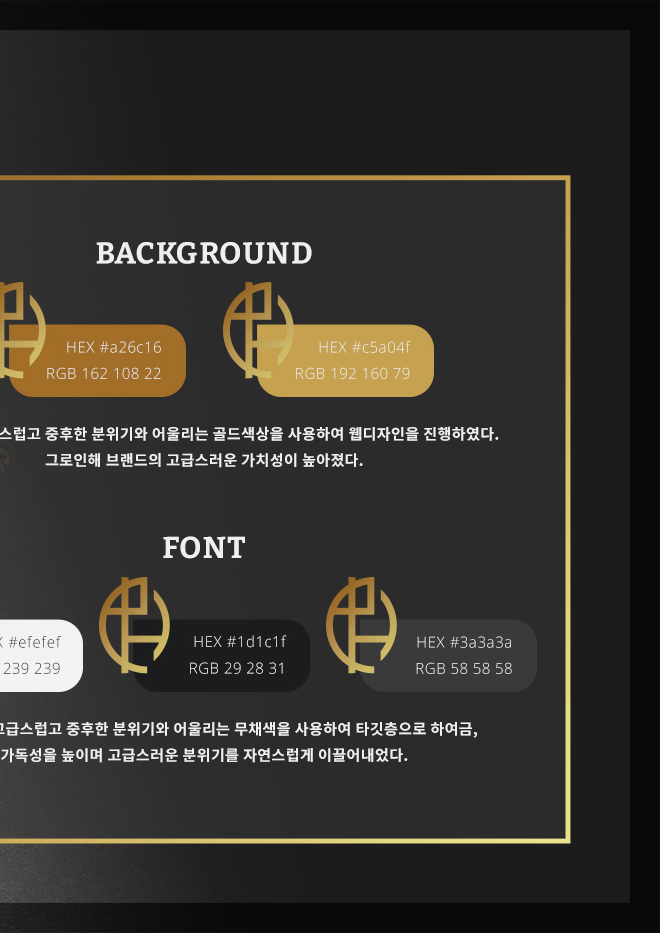 BACKGROUND
HEX #a26c16
RGB 162 108 22
HEX #c5a04f
RGB 192 160 79
스럽고 중후한 분위기와 어울리는 골드색상을 사용하여 웹디자인을 진행하였다.
그로인해 브랜드의 고급스러운 가치성이 높아졌다.
FONT
X #efefef
239 239
HEX #1d1c1f
RGB 29 28 31
HEX #3a3a3a
RGB 58 58 58
고급스럽고 중후한 분위기와 어울리는 무채색을 사용하여 타깃층으로 하여금,
가독성을 높이며 고급스러운 분위기를 자연스럽게 이끌어내었다.